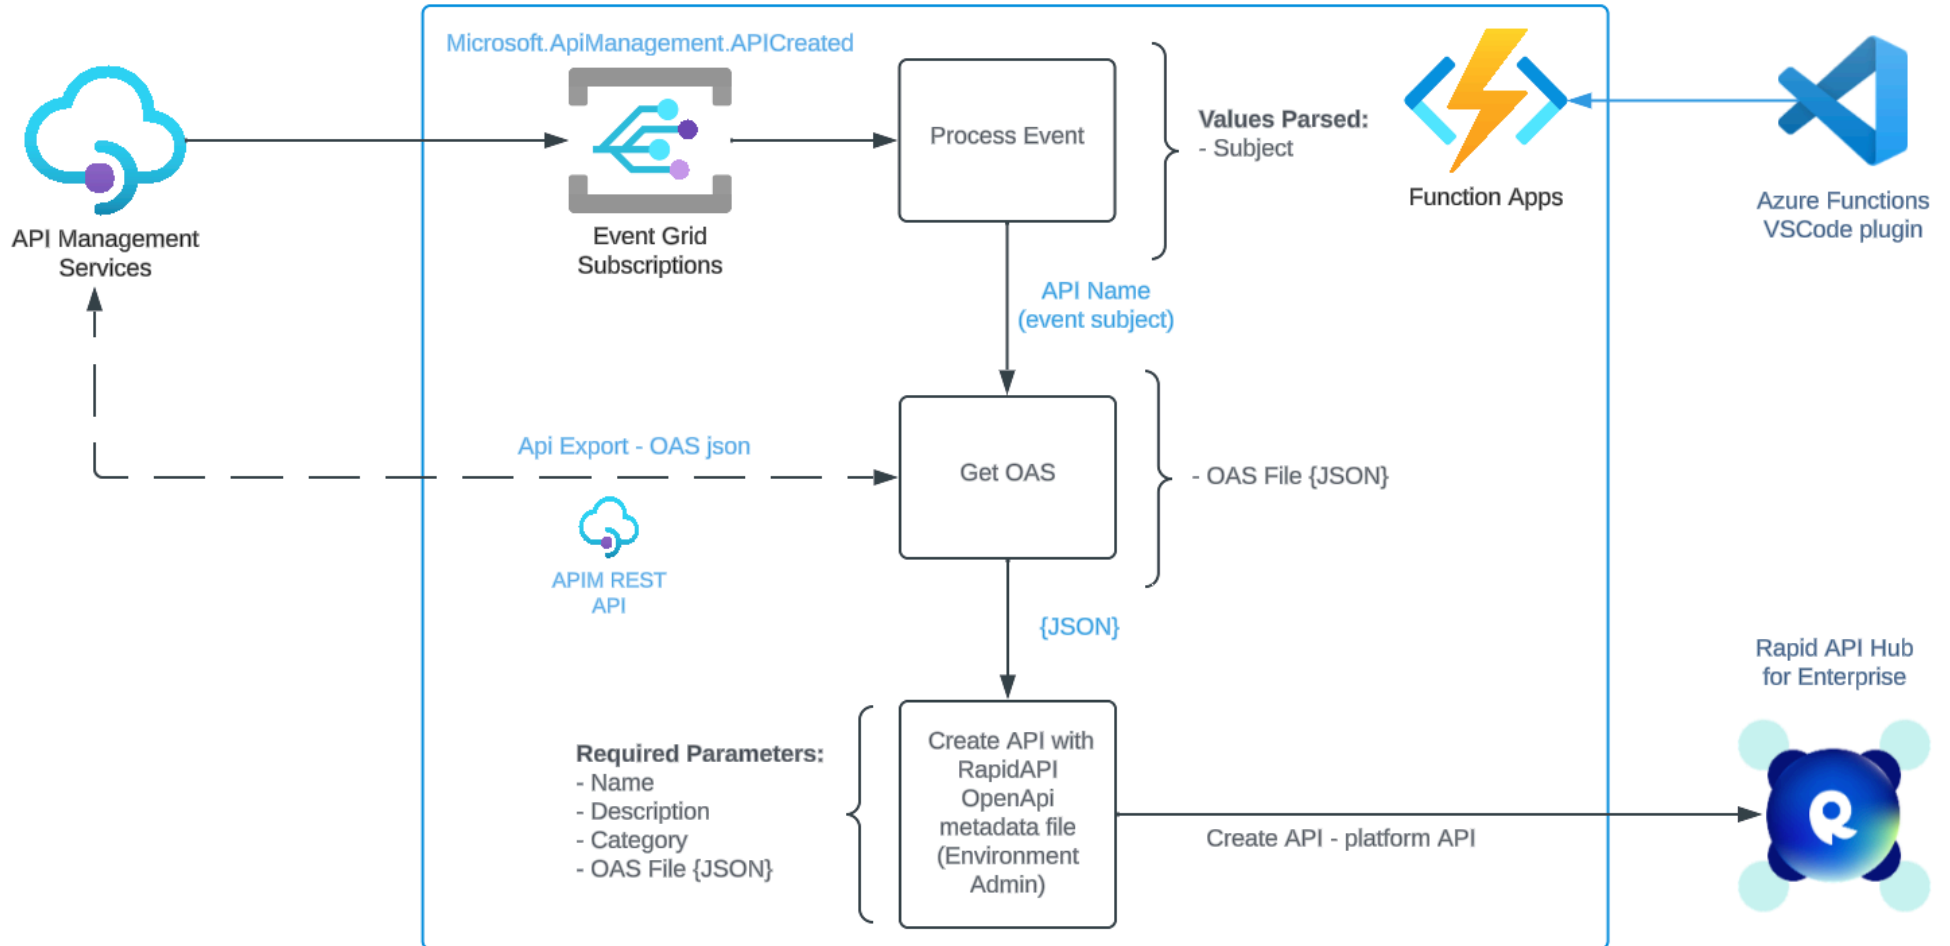 Microsoft.ApiManagement.APICreated
API Management
Services
Event Grid
Subscriptions
Process Event
Values Parsed:
- Subject
Function Apps
Azure Functions
VSCode plugin
API Name
(event subject)
Api Export - OAS json
APIM REST
API
Get OAS
- OAS File {JSON}
{JSON}
Required Parameters:
- Name
- Description
- Category
- OAS File {JSON}
Create API with
RapidAPI
OpenApi
metadata file
(Environment
Admin)
Create API - platform API
Rapid API Hub
for Enterprise